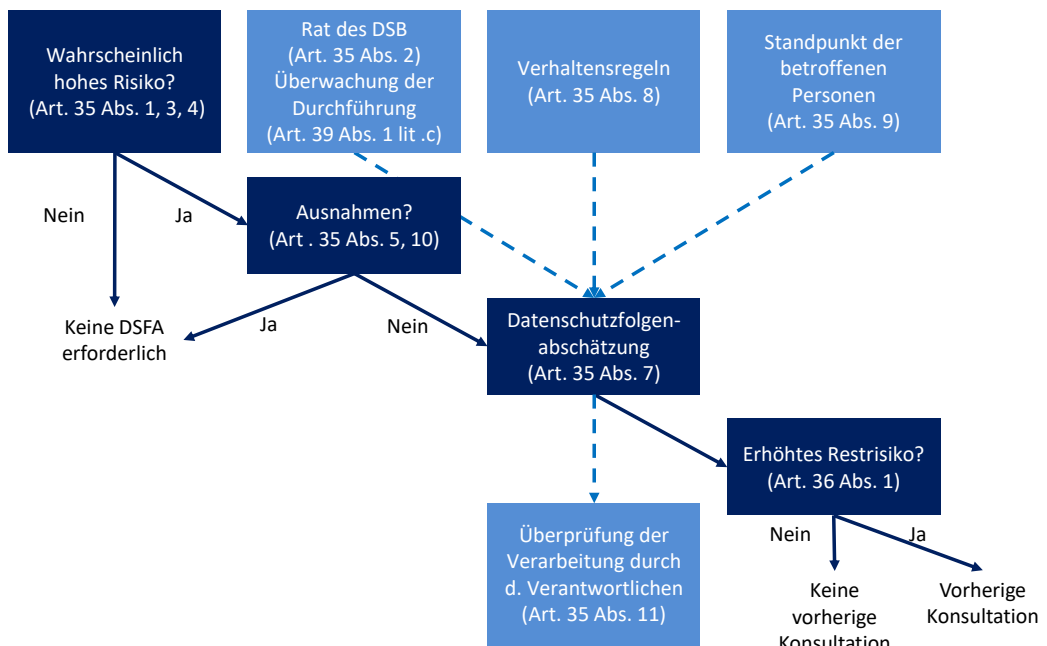 Wahrscheinlich
hohes Risiko?
(Art. 35 Abs. 1, 3, 4)
Rat des DSB
(Art. 35 Abs. 2)
Überwachung der
Durchführung
(Art. 39 Abs. 1 lit .c)
Verhaltensregeln
(Art. 35 Abs. 8)
Standpunkt der
betroffenen
Personen
(Art. 35 Abs. 9)
Nein
Ja
Ausnahmen?
(Art . 35 Abs. 5, 10)
Keine DSFA
erforderlich
Ja
Nein
Datenschutzfolgen-
abschätzung
(Art. 35 Abs. 7)
Erhöhtes Restrisiko?
(Art. 36 Abs. 1)
Überprüfung der
Verarbeitung durch
d. Verantwortlichen
(Art. 35 Abs. 11)
Nein
Ja
Keine
vorherige
Konsultation
Vorherige
Konsultation